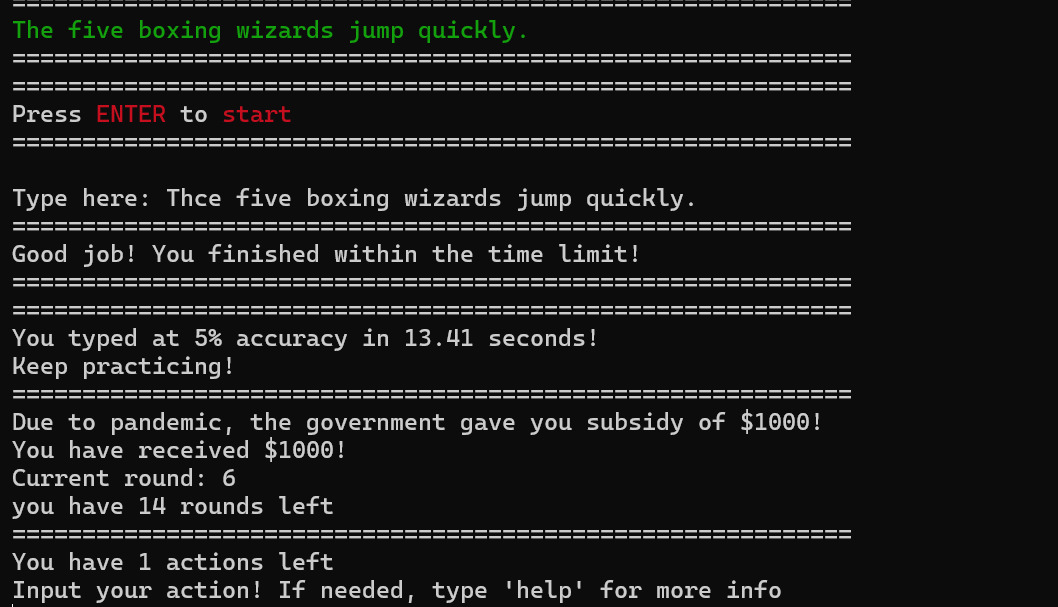 ============================================================
The five boxing wizards jump quickly.
============================================================
============================================================
Press ENTER to start
============================================================
Type here: Thce five boxing wizards jump quickly.
============================================================
Good job! You finished within the time limit!
============================================================
============================================================
You typed at 5% accuracy in 13.41 seconds!
Keep practicing!
============================================================
Due to pandemic, the government gave you subsidy of $1000!
You have received $1000!
Current round: 6
you have 14 rounds left
============================================================
You have 1 actions left
Input your action! If needed, type 'help' for more info